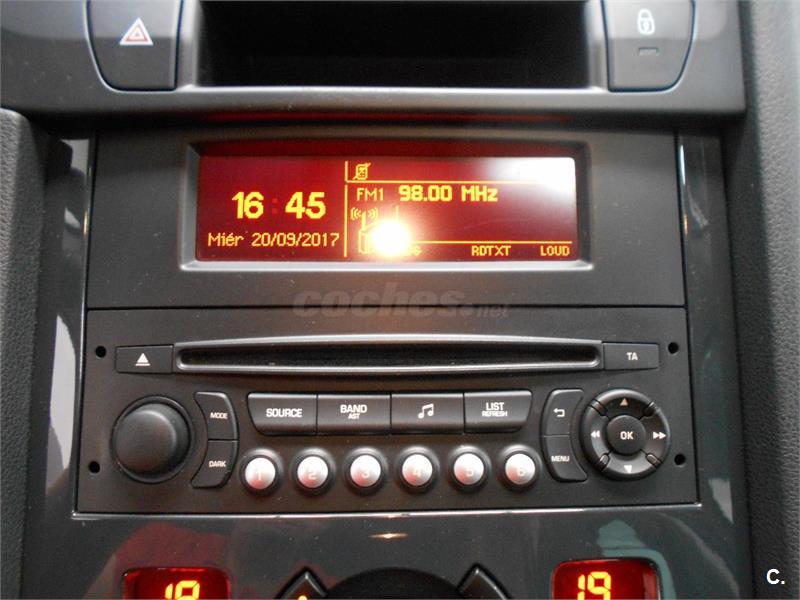 FM1 98.00 MHz
16:45
Miér 20/09/2017
RDTXT LOUD
coches.net
TA
MODE
SOURCE
BAND
AST
LIST
REFRESH
OK
DARK
MENU
1 2 3 4 5 6
19
C.